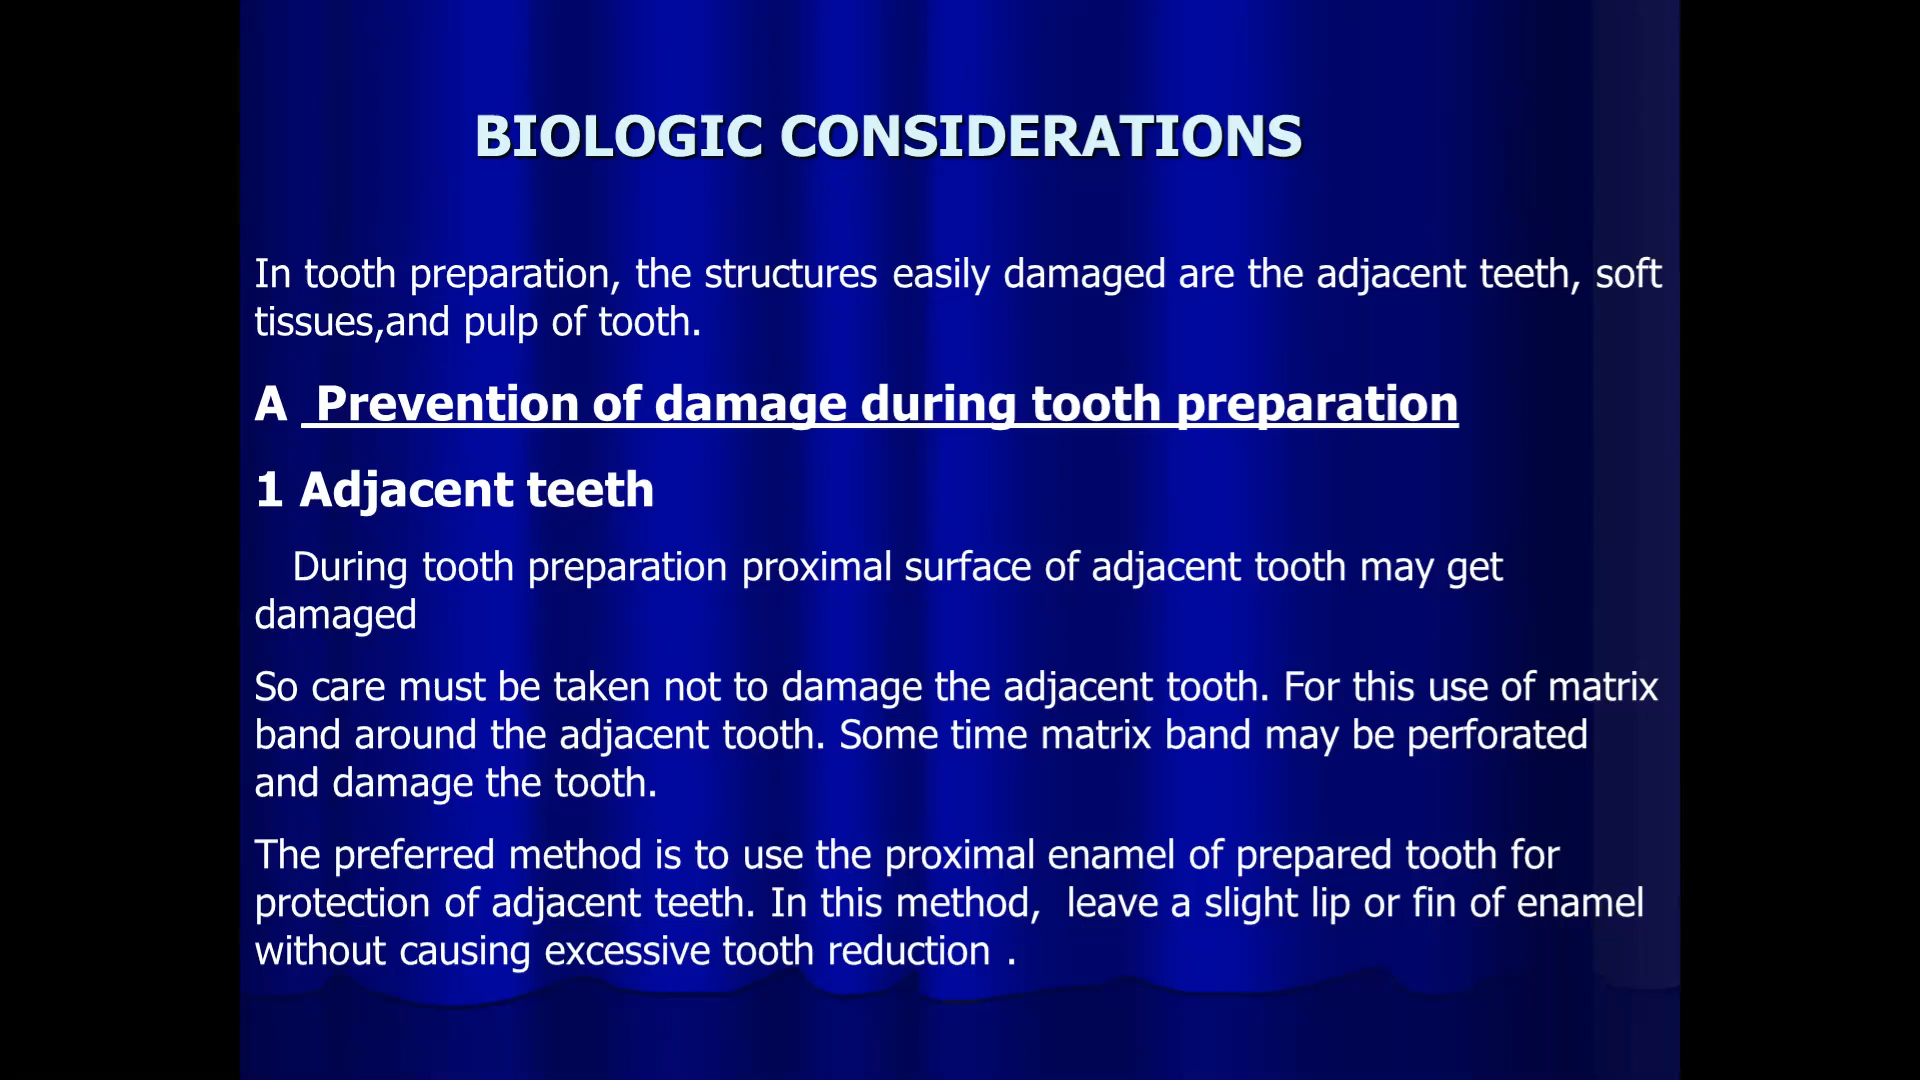 BIOLOGIC CONSIDERATIONS
In tooth preparation, the structures easily damaged are the adjacent teeth, soft
tissues,and pulp of tooth.
A  Prevention of damage during tooth preparation
1 Adjacent teeth
During tooth preparation proximal surface of adjacent tooth may get
damaged
So care must be taken not to damage the adjacent tooth. For this use of matrix
band around the adjacent tooth. Some time matrix band may be perforated
and damage the tooth.
The preferred method is to use the proximal enamel of prepared tooth for
protection of adjacent teeth. In this method,  leave a slight lip or fin of enamel
without causing excessive tooth reduction .